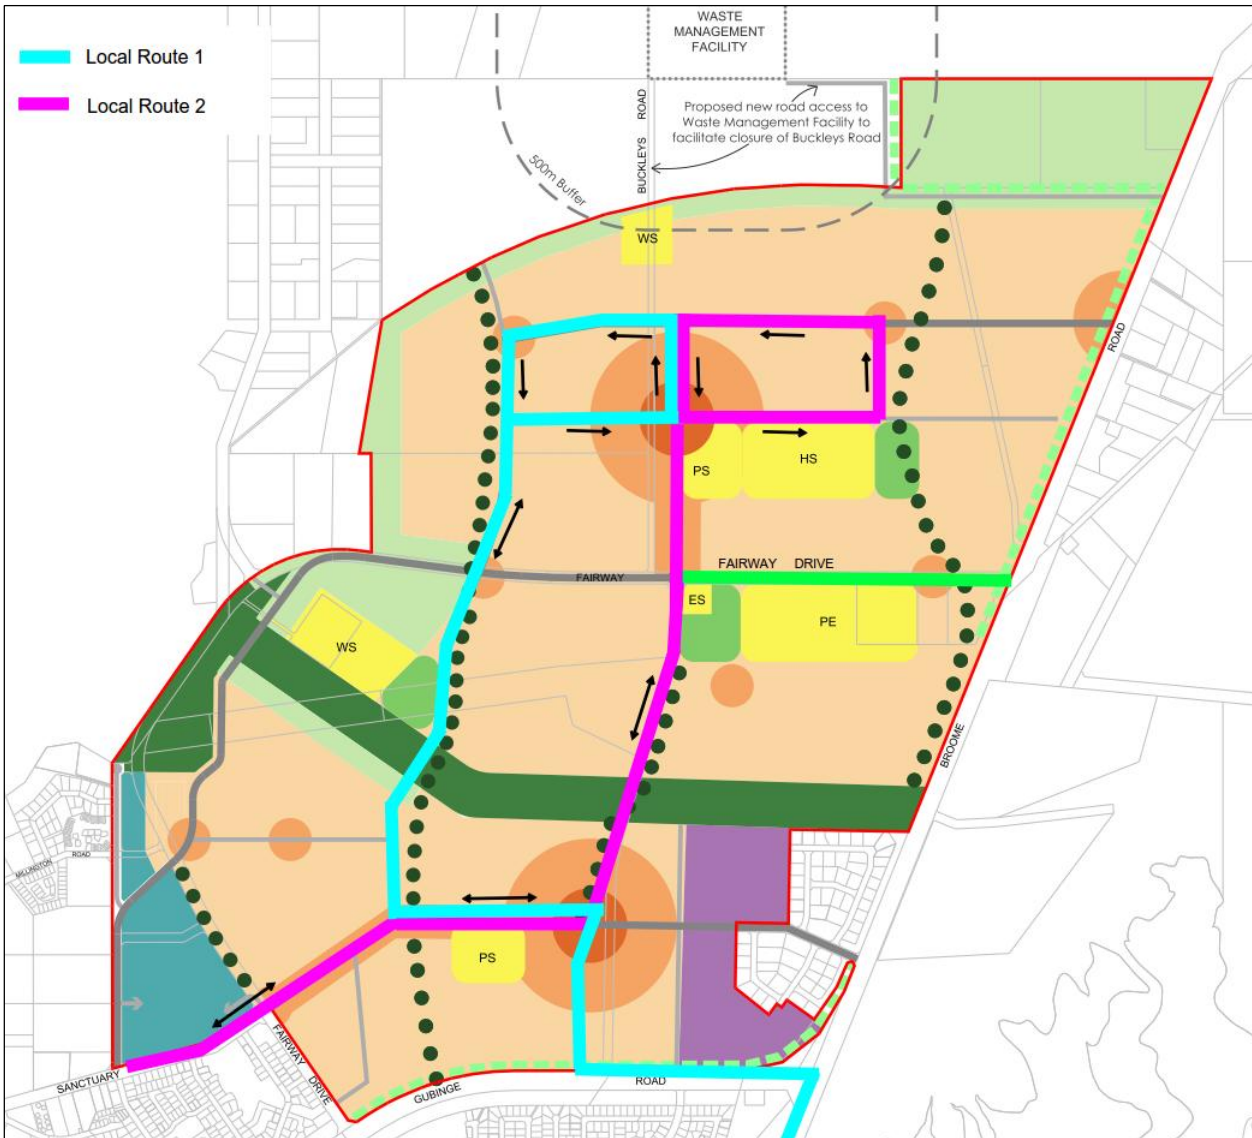 WASTE
MANAGEMENT
FACILITY
Local Route 1
Local Route 2
Proposed new road access to
Waste Management Facility to
facilitate closure of Buckleys Road
BUCKLEYS ROAD
500m Buffer
WS
ROAD
PS
HS
FAIRWAY DRIVE
FAIRWAY
ES
PE
WS
BROOME
MILLINGTON
ROAD
PS
SANCTUARY
FAIRWAY DRIVE
GUBINGE
ROAD